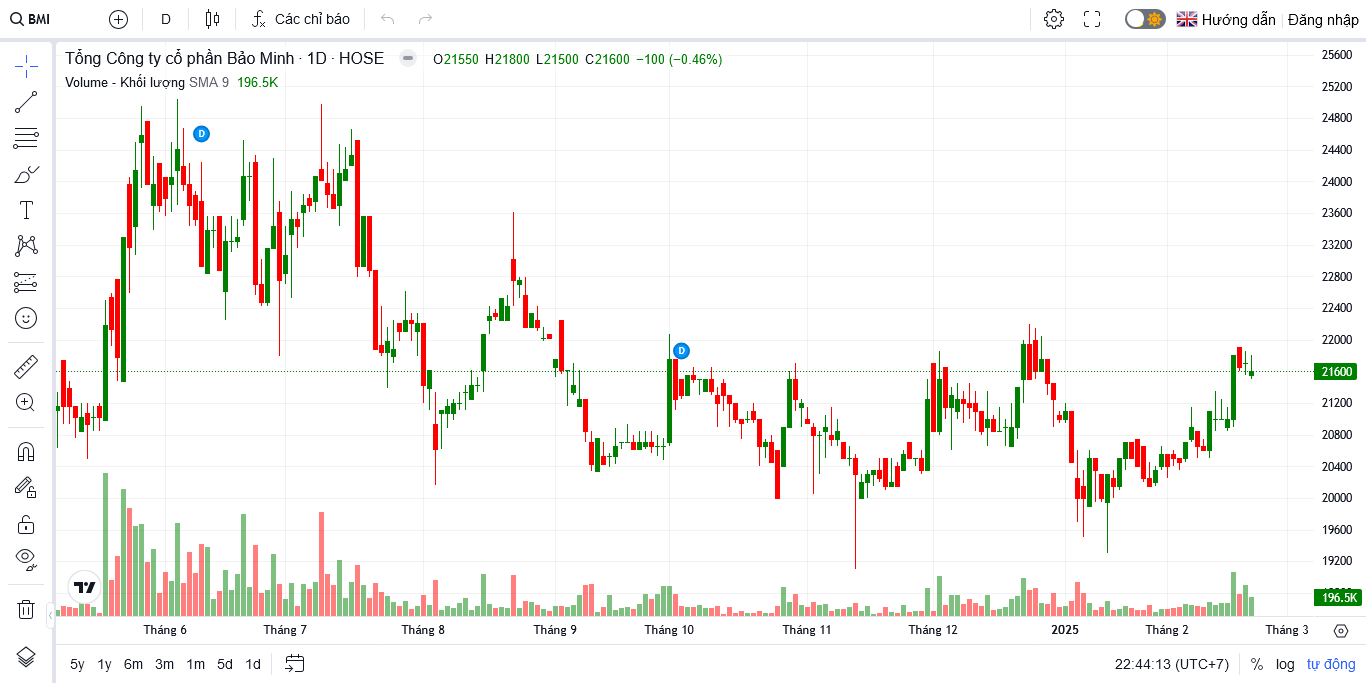 BMI D Các chỉ báo Hướng dẫn Đăng nhập
Tổng Công ty cổ phần Bảo Minh · 1D · HOSE O21550 H21800 L21500 C21600 −100 (−0.46%)
Volume - Khối lượng SMA 9 196.5K
D
D
25600
25200
24800
24400
24000
23600
23200
22800
22400
22000
21600
21200
20800
20400
20000
19600
19200
196.5K
Tháng 6 Tháng 7 Tháng 8 Tháng 9 Tháng 10 Tháng 11 Tháng 12 2025 Tháng 2 Tháng 3
5y 1y 6m 3m 1m 5d 1d 22:44:13 (UTC+7) % log tự động